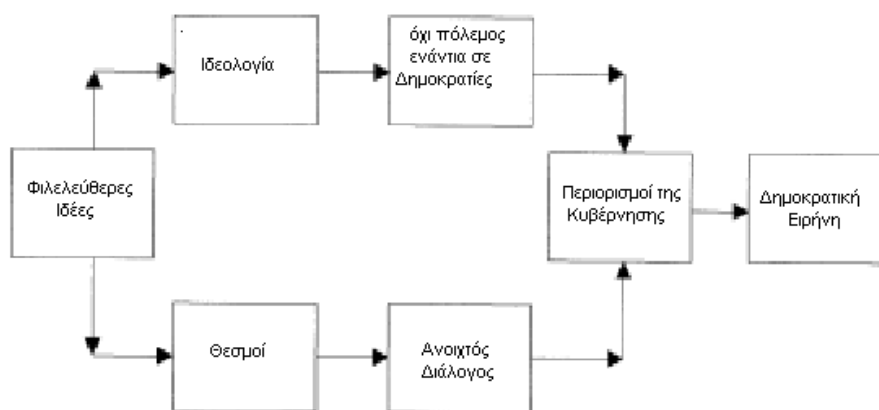 Ιδεολογία
όχι πόλεμος
ενάντια σε
Δημοκρατίες
Φιλελεύθερες
Ιδέες
Περιορισμοί της
Κυβέρνησης
Δημοκρατική
Ειρήνη
Θεσμοί
Ανοιχτός
Διάλογος